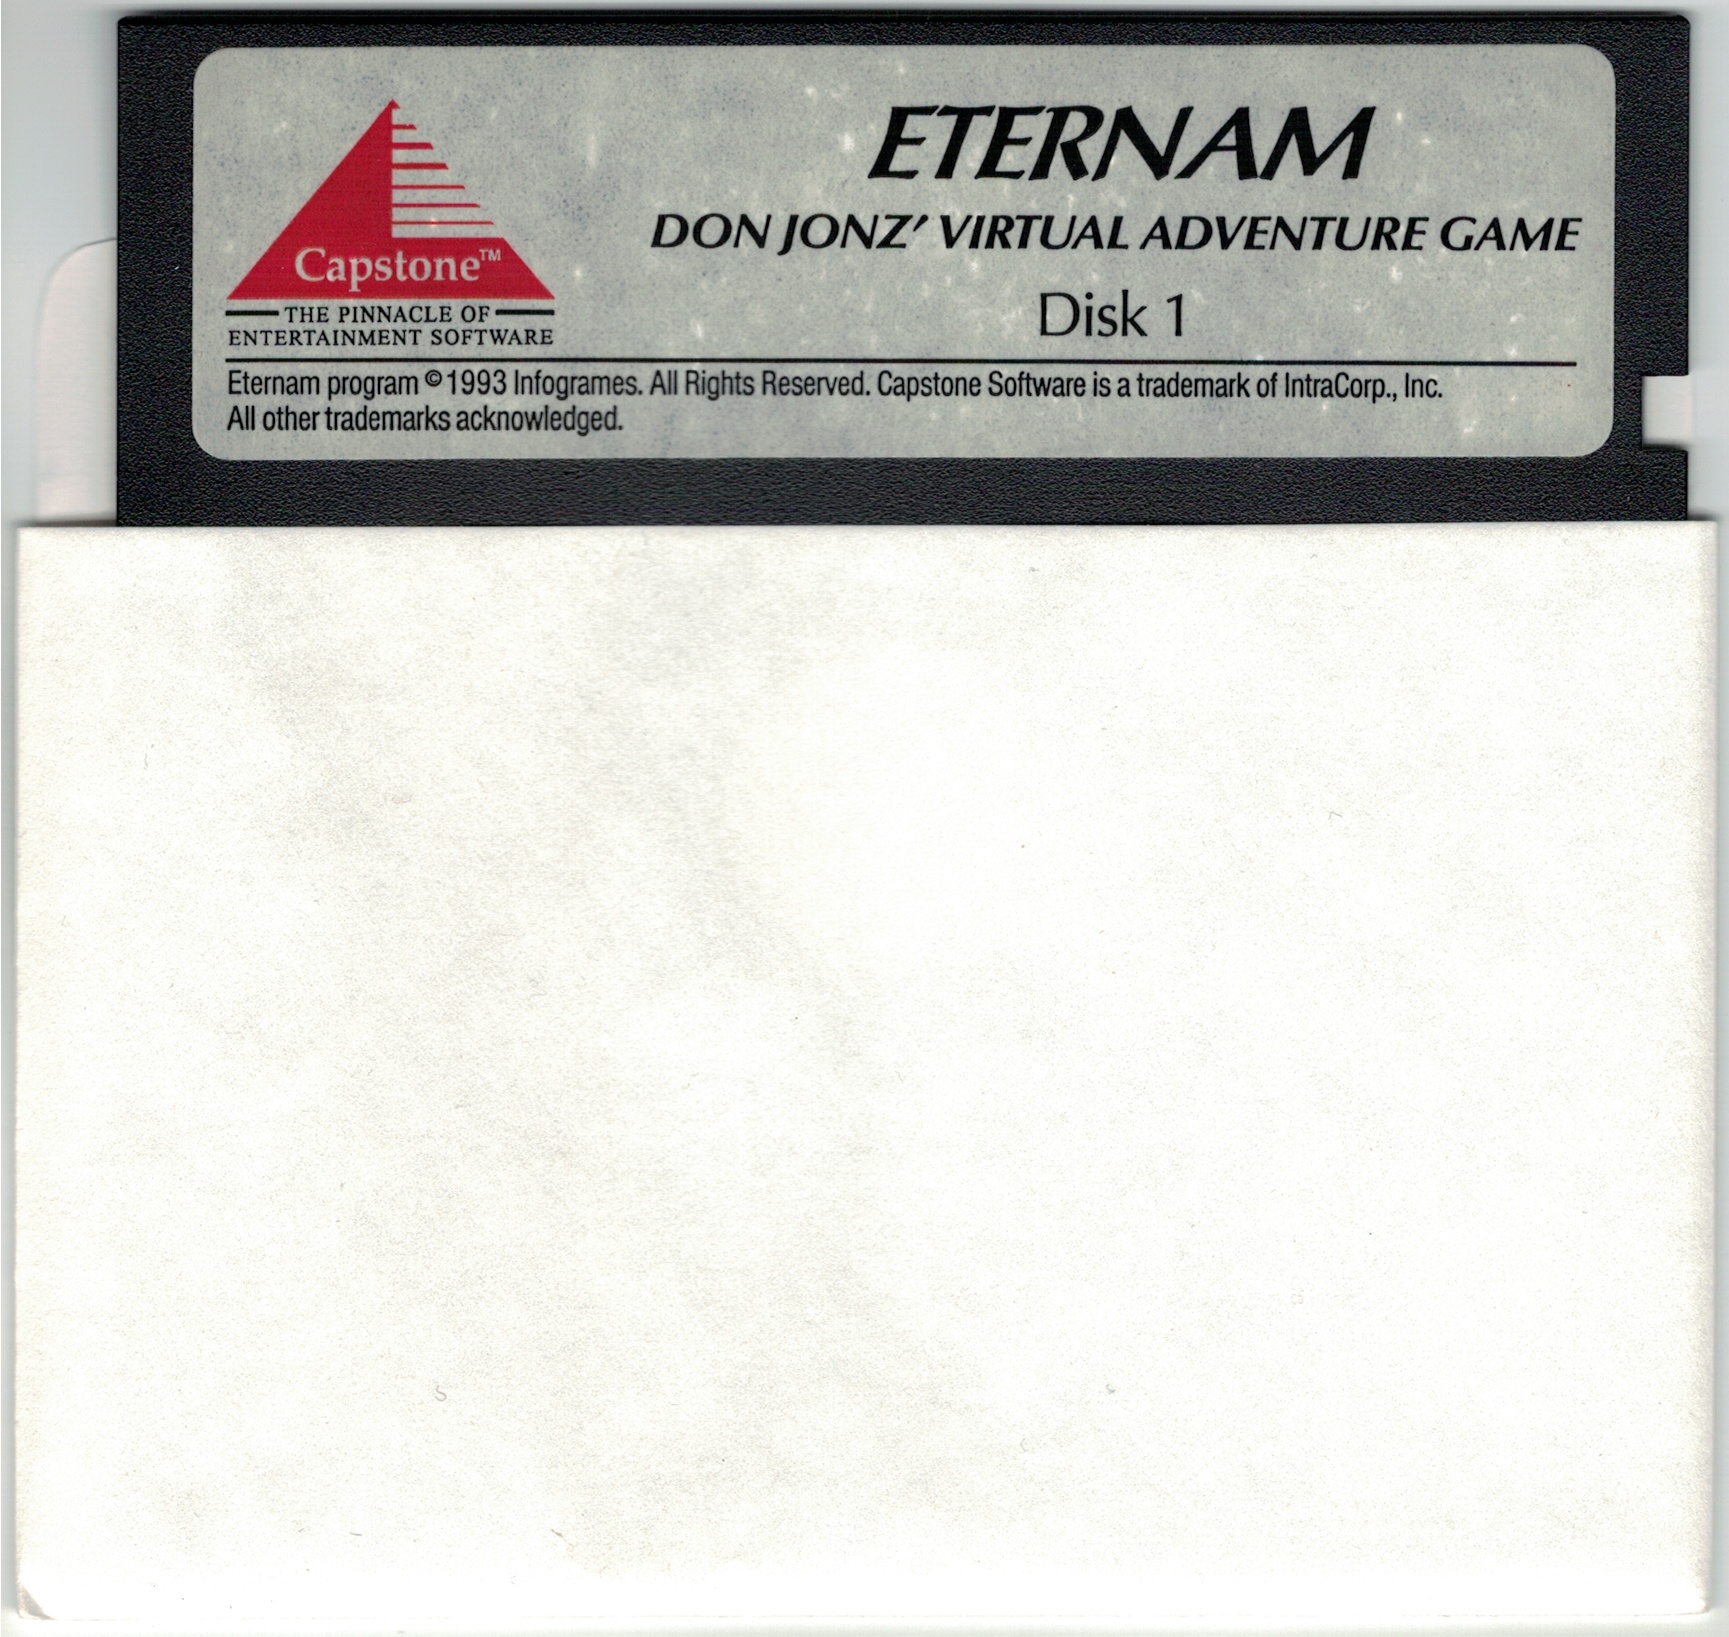 Capstone™
THE PINNACLE OF
ENTERTAINMENT SOFTWARE
ETERNAM
DON JONZ’ VIRTUAL ADVENTURE GAME
Disk 1
Eternam program ©1993 Infogrames. All Rights Reserved. Capstone Software is a trademark of IntraCorp., Inc.
All other trademarks acknowledged.